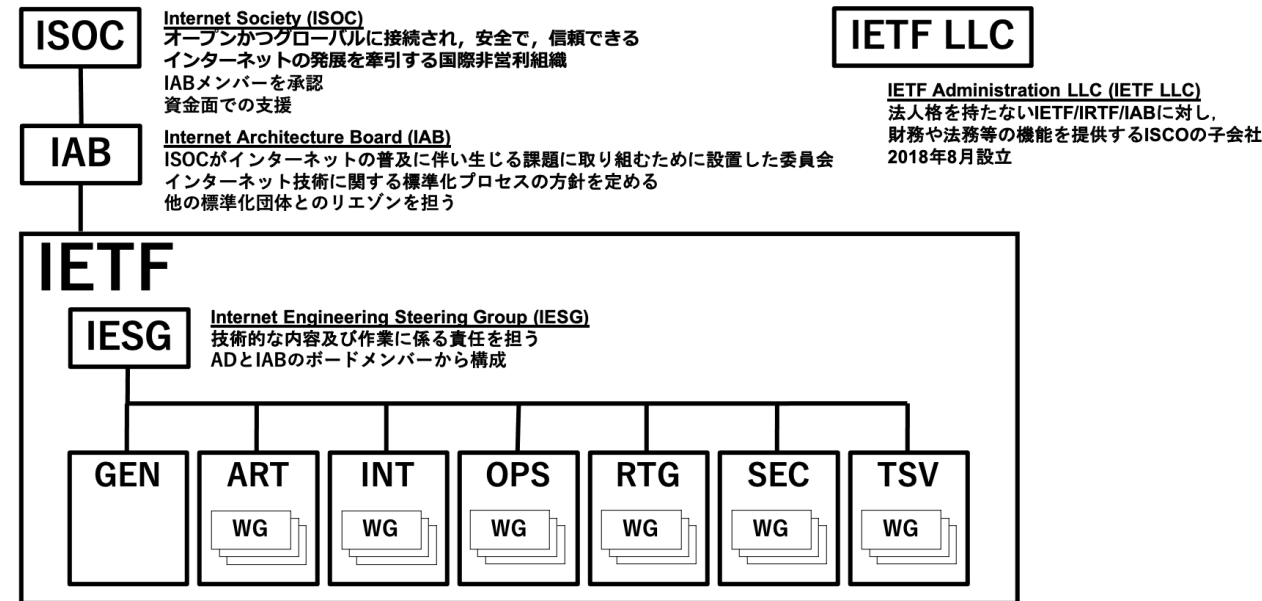 ISOC
Internet Society (ISOC)
オープンかつグローバルに接続され，安全で，信頼できる
インターネットの発展を牽引する国際非営利組織
IABメンバーを承認
資金面での支援
IETF LLC
IETF Administration LLC (IETF LLC)
法人格を持たないIETF/IRTF/IABに対し，
財務や法務等の機能を提供するISCOの子会社
2018年8月設立
IAB
Internet Architecture Board (IAB)
ISOCがインターネットの普及に伴い生じる課題に取り組むために設置した委員会
インターネット技術に関する標準化プロセスの方針を定める
他の標準化団体とのリエゾンを担う
IETF
IESG
Internet Engineering Steering Group (IESG)
技術的な内容及び作業に係る責任を担う
ADとIABのボードメンバーから構成
GEN
ART
WG
INT
WG
OPS
WG
RTG
WG
SEC
WG
TSV
WG